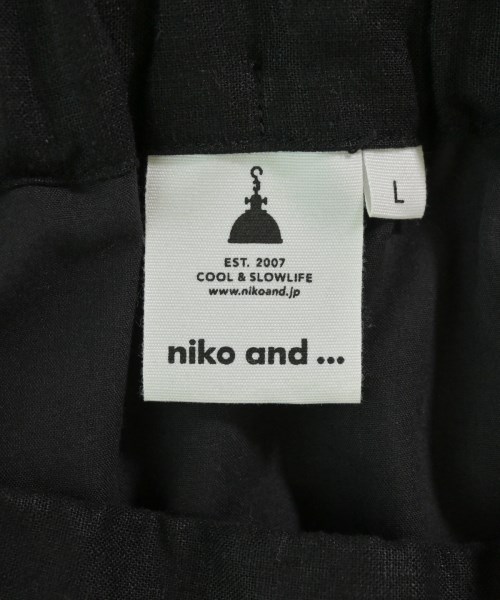 L
EST. 2007
COOL & SLOWLIFE
www.nikoand.jp
niko and ...